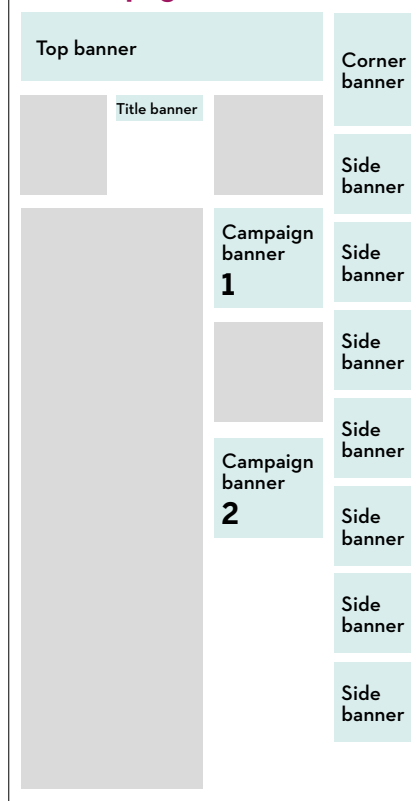 Top banner
Corner
banner
Title banner
Side
banner
Campaign
banner
1
Side
banner
Side
banner
Side
banner
Campaign
banner
2
Side
banner
Side
banner
Side
banner